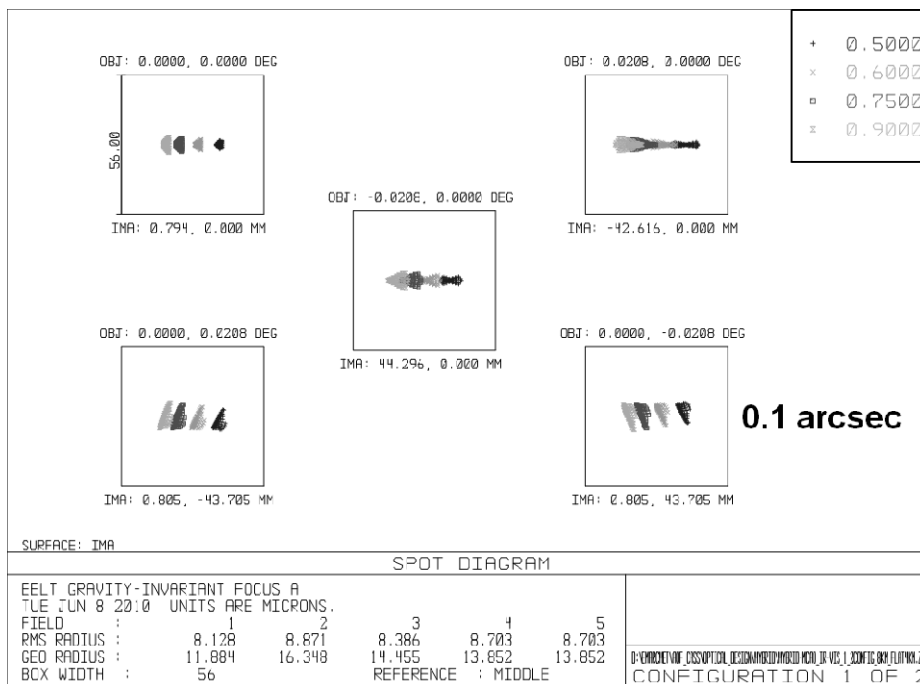 + 0.5000
× 0.6000
0.7500
0.9000
OBJ: 0.0000, 0.0000 DEG
56.00
IMA: 0.794, 0.000 MM
OBJ: 0.0208, 0.0000 DEG
IMA: -42.616, 0.000 MM
OBJ: -0.0208, 0.0000 DEG
IMA: 44.296, 0.000 MM
OBJ: 0.0000, 0.0208 DEG
IMA: 0.805, -43.705 MM
OBJ: 0.0000, -0.0208 DEG
IMA: 0.805, 43.705 MM
0.1 arcsec
SURFACE: IMA
SPOT DIAGRAM
EELT GRAVITY-INVARIANT FOCUS A
TUE JUN 8 2010 UNITS ARE MICRONS.
FIELD : 1 2 3 4 5
RMS RADIUS : 8.128 8.871 8.386 8.703 8.703
GEO RADIUS : 11.884 16.348 14.455 13.852 13.852
BOX WIDTH : 56 REFERENCE : MIDDLE
CONFIGURATION 1 OF 2